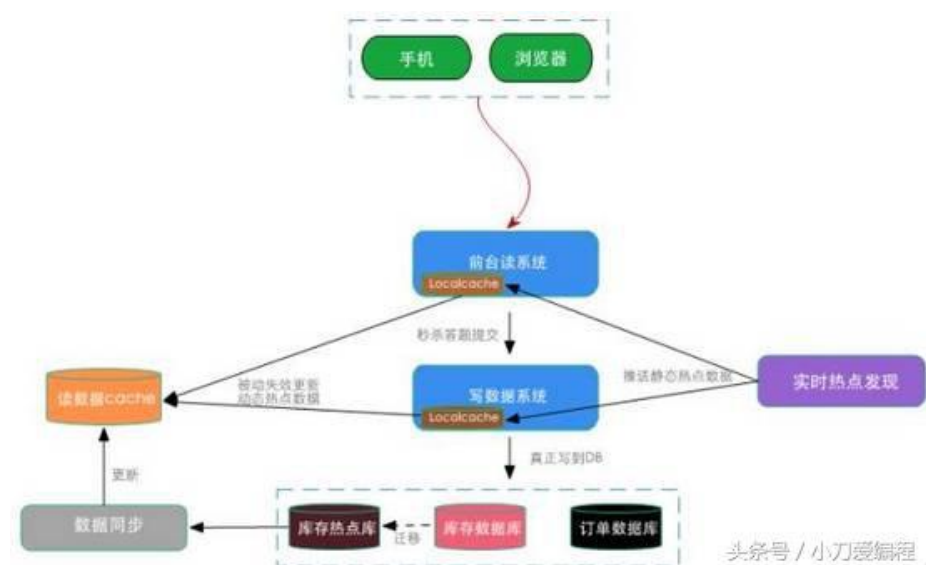 手机
浏览器
前台读系统
Localcache
秒杀答题提交
推送静态热点数据
实时热点发现
读数据cache
被动失效更新
动态热点数据
写数据系统
Localcache
真正写到DB
更新
数据同步
库存热点库
迁移
库存数据库
订单数据库
头条号 / 小刀爱编程